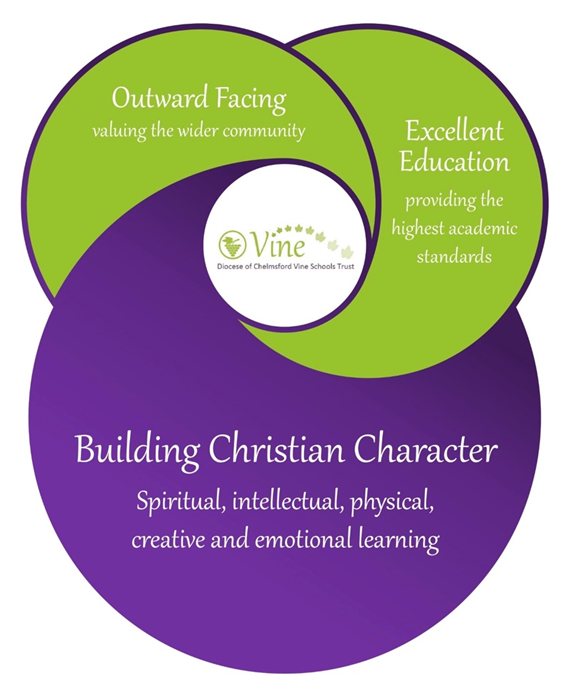 Outward Facing
valuing the wider community
Excellent
Education
providing the
highest academic
standards
Vine
Diocese of Chelmsford Vine Schools Trust
Building Christian Character
Spiritual, intellectual, physical,
creative and emotional learning